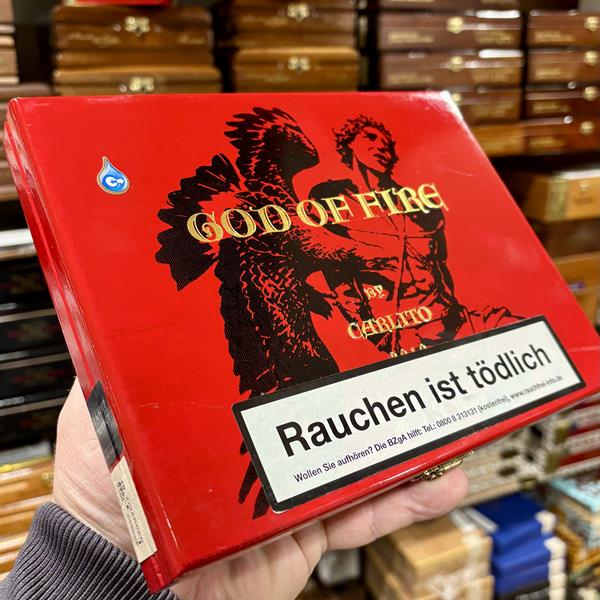 GOD OF FIRE
BY
CARLITO
Rauchen ist tödlich
Wollen Sie aufhören? Die BZgA hilft: Tel.: 0800 8 313131 (kostenfrei), www.rauchfrei-info.de